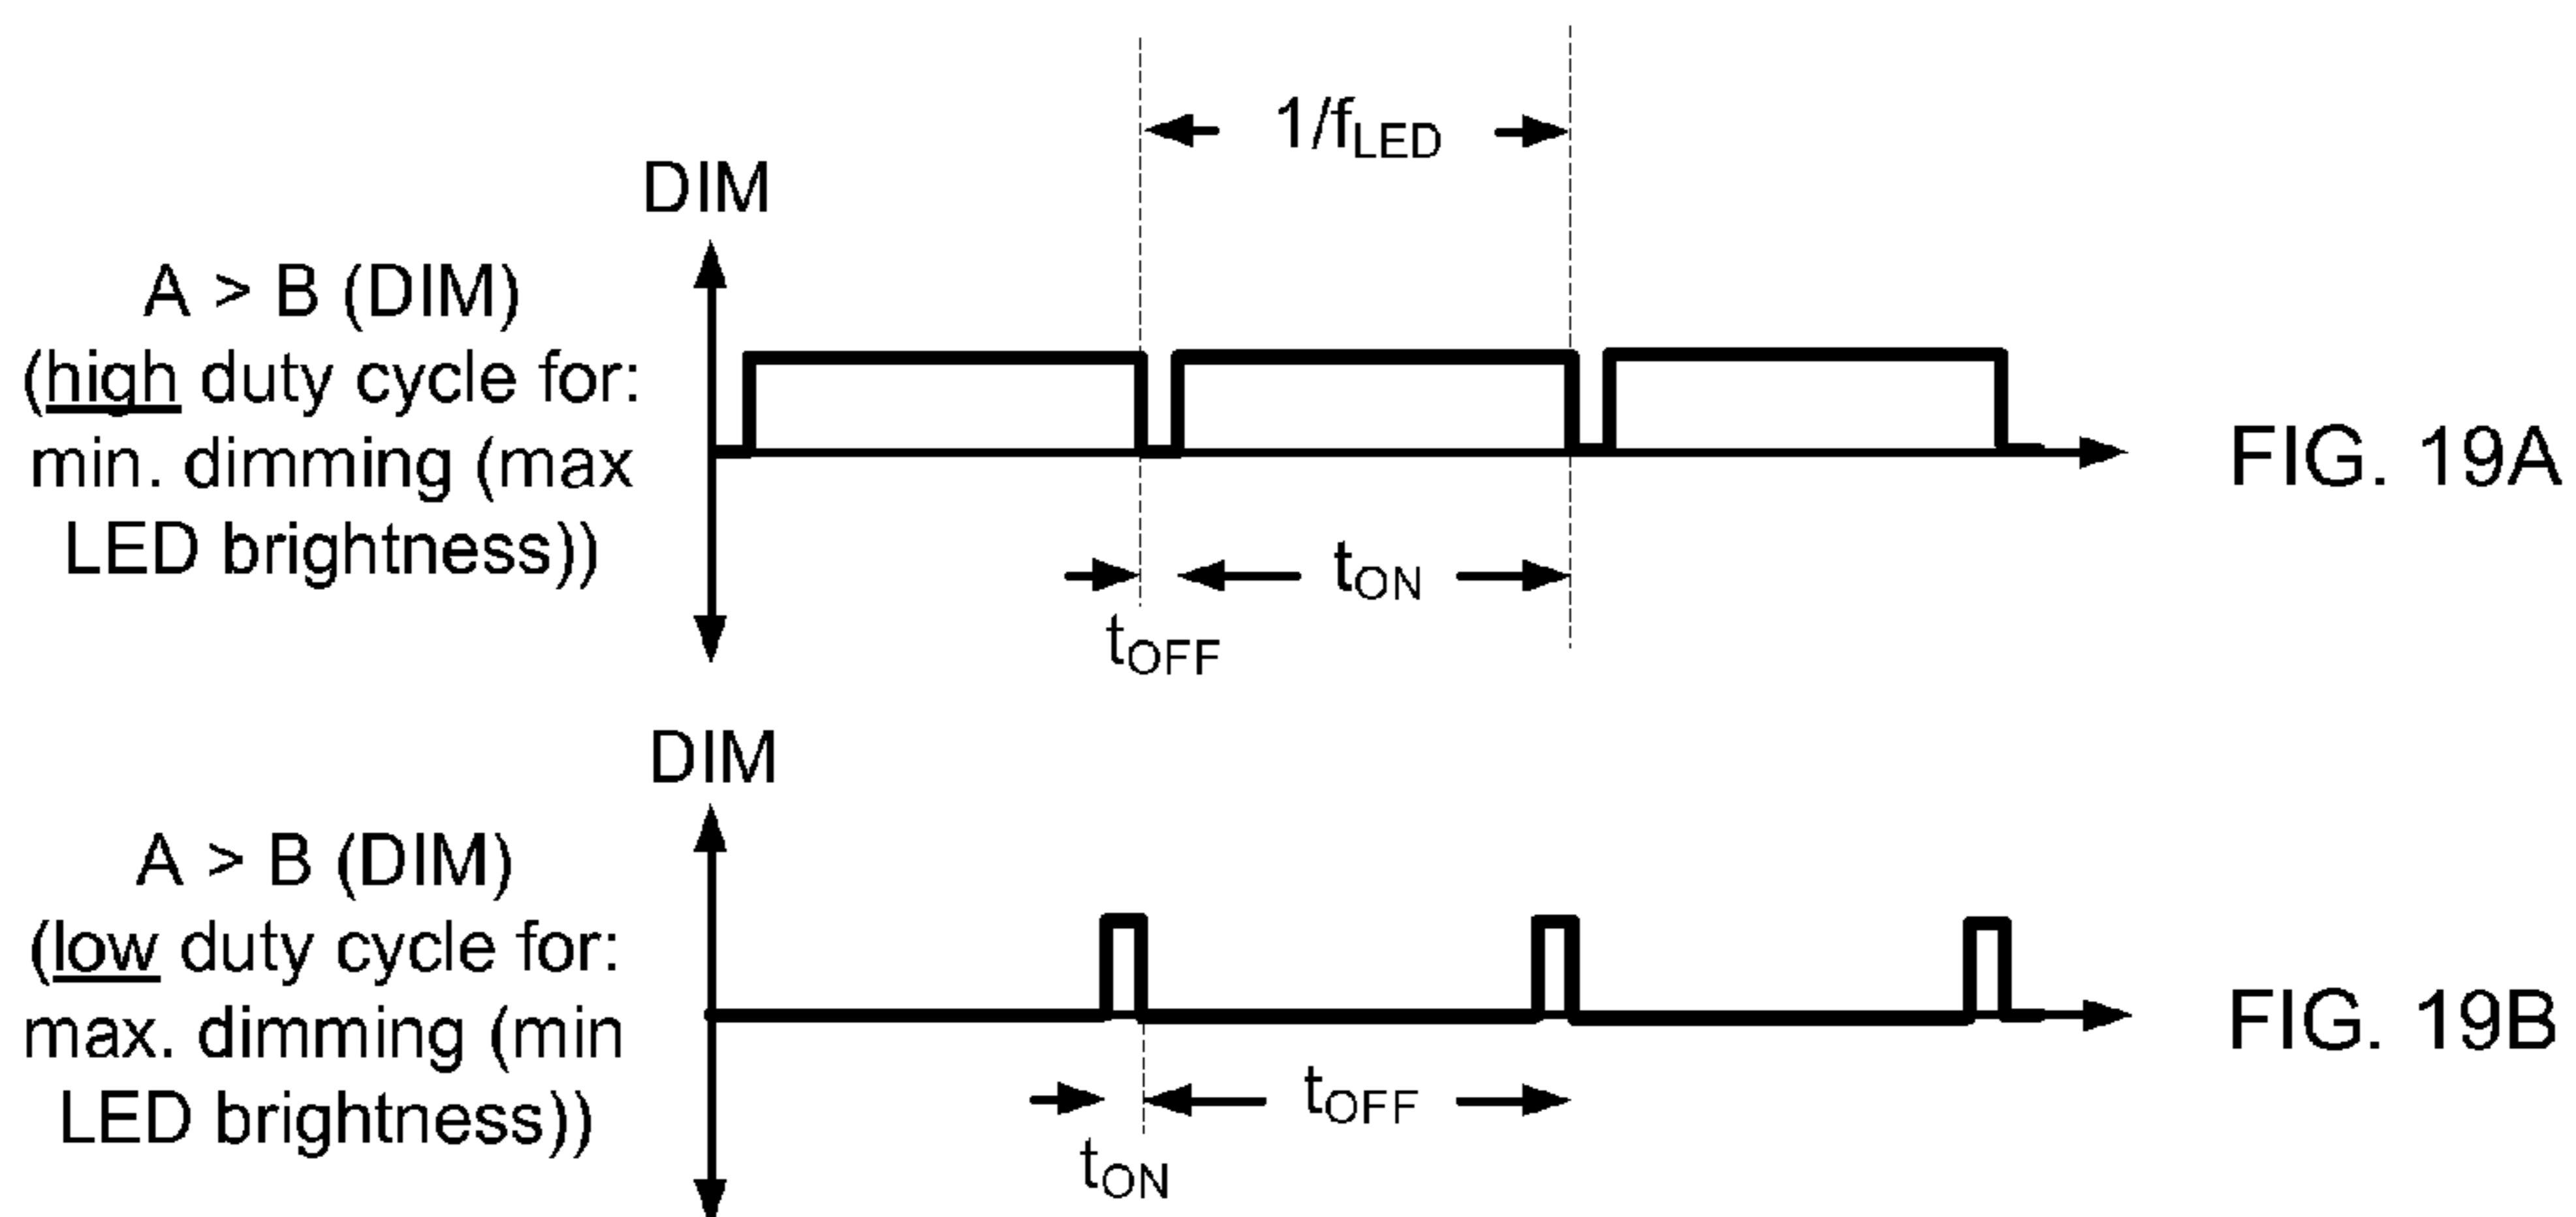 1/fLED
DIM
A > B (DIM)
(high duty cycle for:
min. dimming (max
LED brightness))
FIG. 19A
tON
tOFF
DIM
A > B (DIM)
(low duty cycle for:
max. dimming (min
LED brightness))
FIG. 19B
tOFF
tON